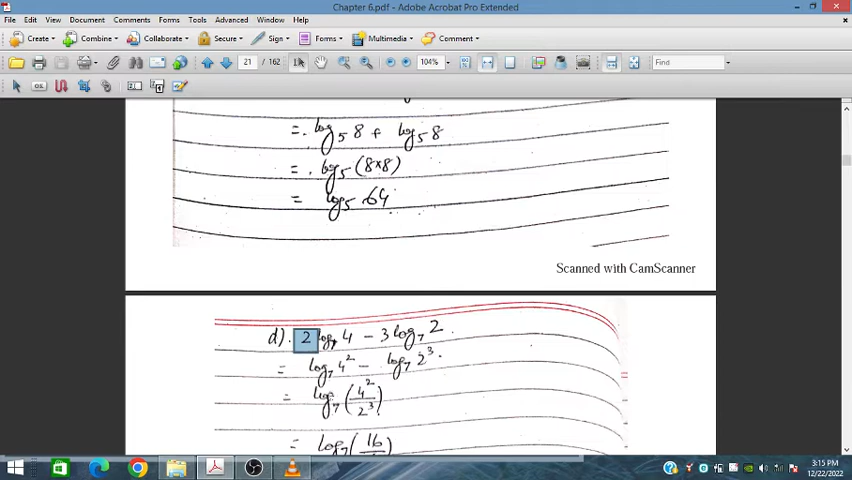 Chapter 6.pdf - Adobe Acrobat Pro Extended
File Edit View Document Comments Forms Tools Advanced Window Help
Create Combine Collaborate Secure Sign Forms Multimedia Comment
21 / 162 104% Find
= log₅ 8 + log₅ 8
= log₅ (8×8)
= log₅ 64
Scanned with CamScanner
d). 2 log₇ 4 − 3 log₇ 2
= log₇ 4² − log₇ 2³.
= log₇ (4²/2³)
= log₇ (16/
3:15 PM
12/22/2022